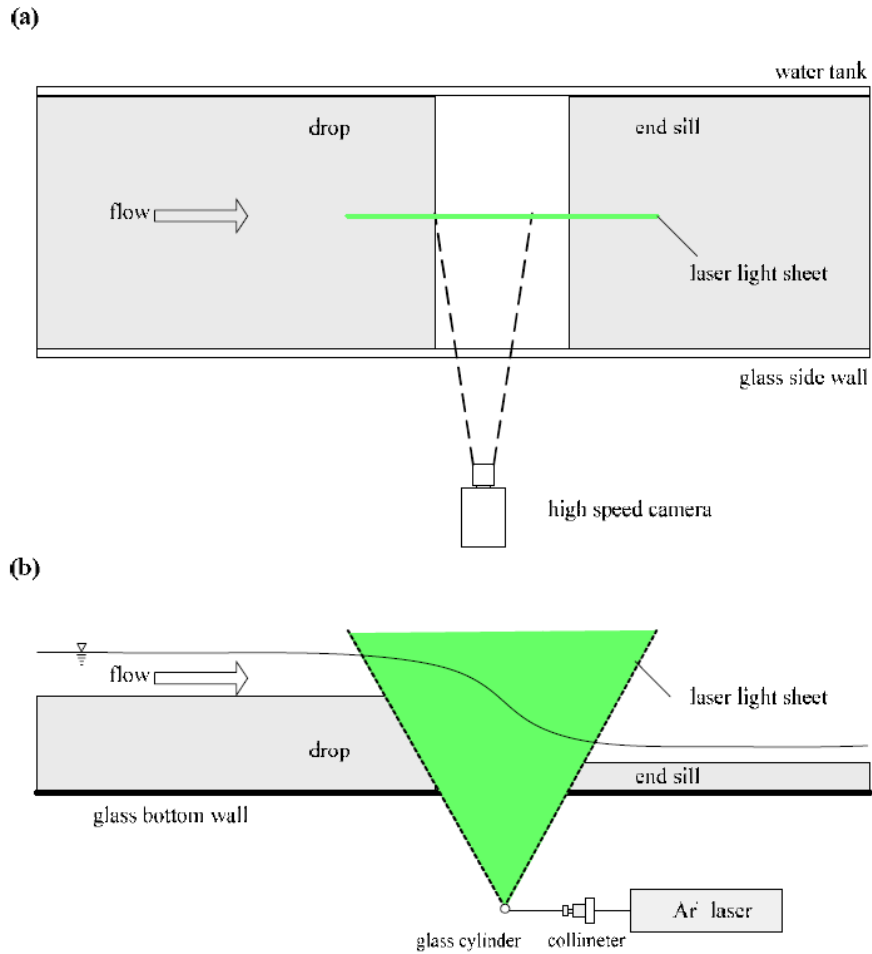 (a)
water tank
drop
end sill
flow
laser light sheet
glass side wall
high speed camera
(b)
flow
laser light sheet
drop
end sill
glass bottom wall
Ar⁺ laser
glass cylinder
collimeter